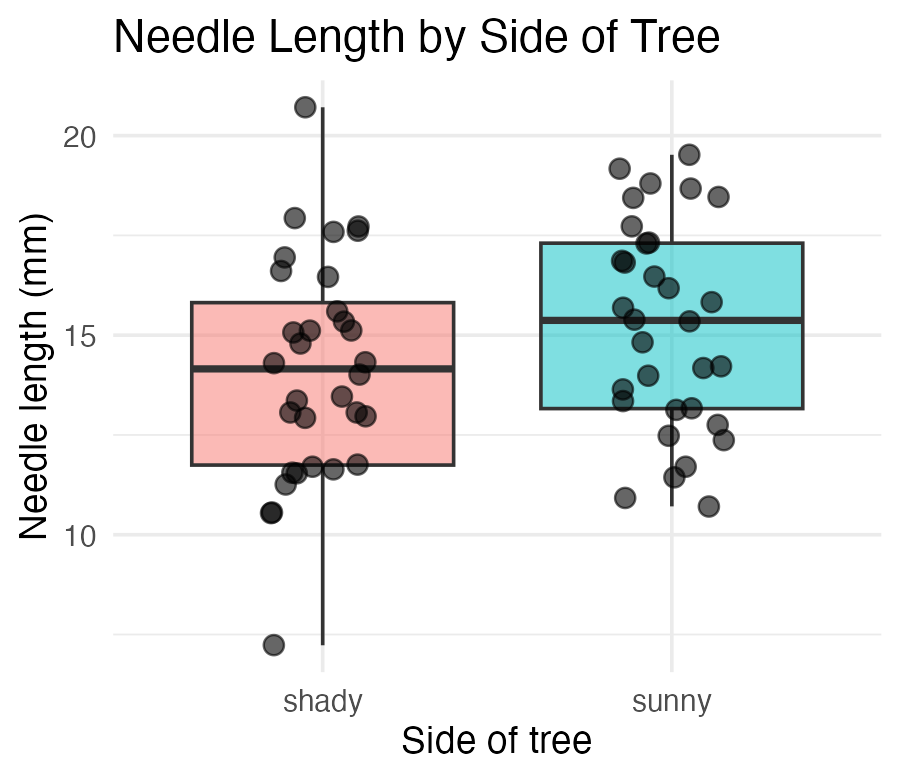 Needle Length by Side of Tree
Needle length (mm)
20
15
10
shady
sunny
Side of tree